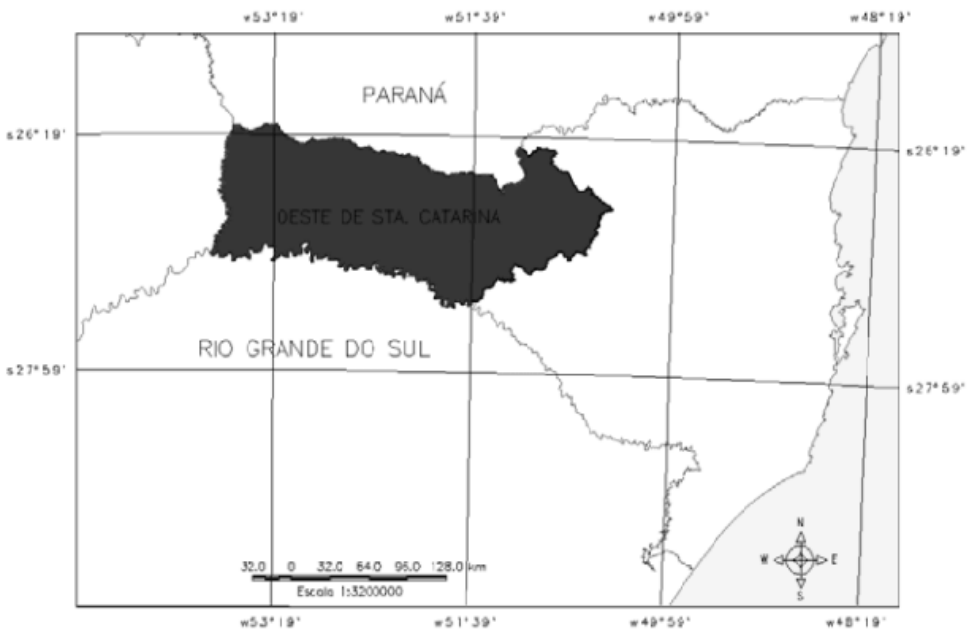 w53°19' w51°39' w49°59' w48°19'
PARANÁ
s26°19' s26°19'
OESTE DE STA. CATARINA
RIO GRANDE DO SUL
s27°59' s27°59'
N
W E
S
32.0 0 32.0 64.0 96.0 128.0 km
Escala 1:3200000
w53°19' w51°39' w49°59' w48°19'